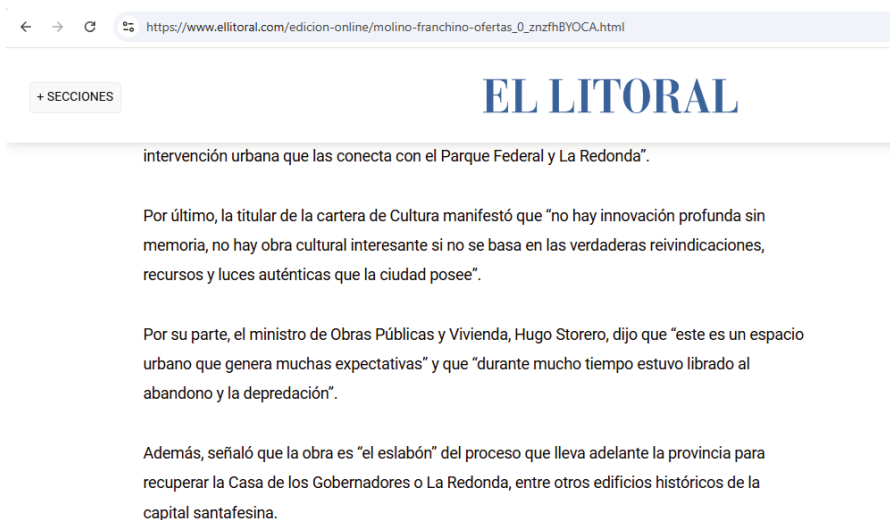 https://www.ellitoral.com/edicion-online/molino-franchino-ofertas_0_znzfhBYOCA.html
+ SECCIONES
EL LITORAL
intervención urbana que las conecta con el Parque Federal y La Redonda”.
Por último, la titular de la cartera de Cultura manifestó que “no hay innovación profunda sin
memoria, no hay obra cultural interesante si no se basa en las verdaderas reivindicaciones,
recursos y luces auténticas que la ciudad posee”.
Por su parte, el ministro de Obras Públicas y Vivienda, Hugo Storero, dijo que “este es un espacio
urbano que genera muchas expectativas” y que “durante mucho tiempo estuvo librado al
abandono y la depredación”.
Además, señaló que la obra es “el eslabón” del proceso que lleva adelante la provincia para
recuperar la Casa de los Gobernadores o La Redonda, entre otros edificios históricos de la
capital santafesina.